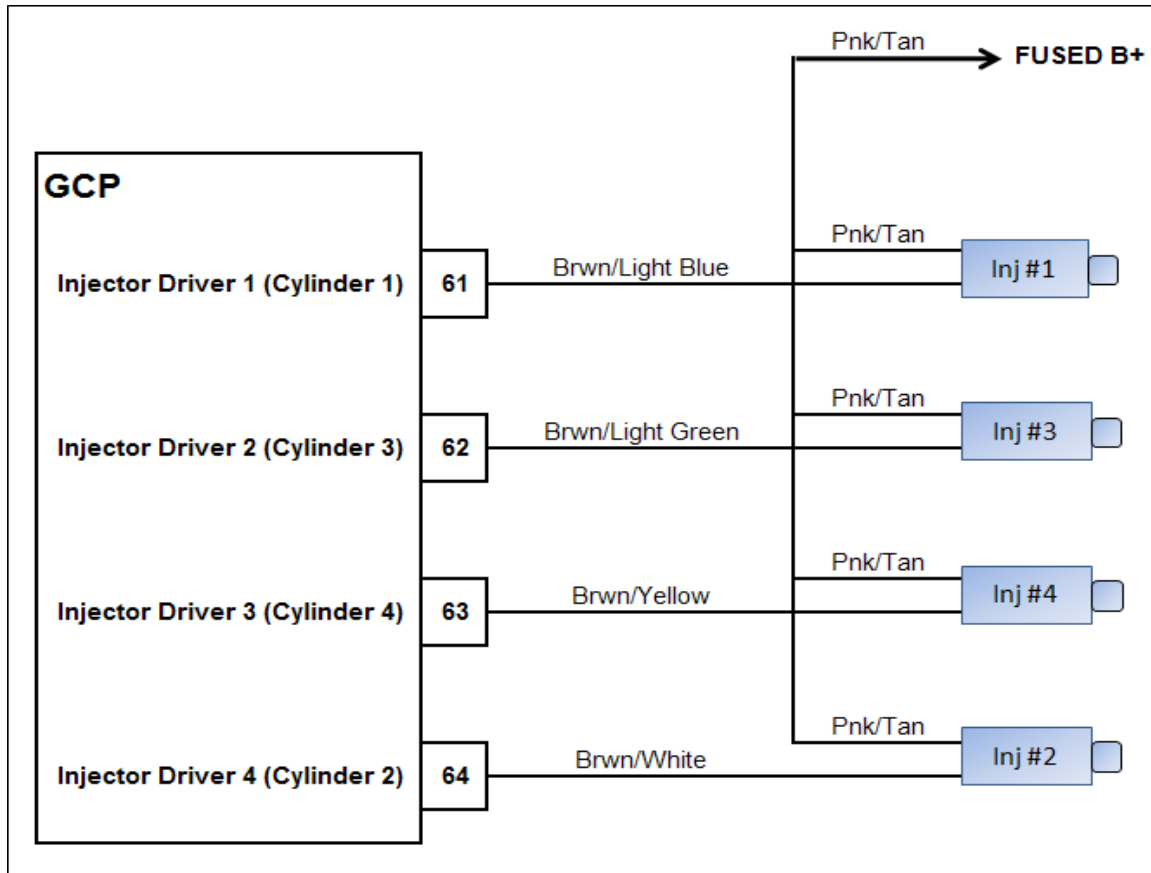 Pnk/Tan
FUSED B+
GCP
Injector Driver 1 (Cylinder 1)
61
Brwn/Light Blue
Pnk/Tan
Inj #1
Injector Driver 2 (Cylinder 3)
62
Brwn/Light Green
Pnk/Tan
Inj #3
Injector Driver 3 (Cylinder 4)
63
Brwn/Yellow
Pnk/Tan
Inj #4
Injector Driver 4 (Cylinder 2)
64
Brwn/White
Pnk/Tan
Inj #2